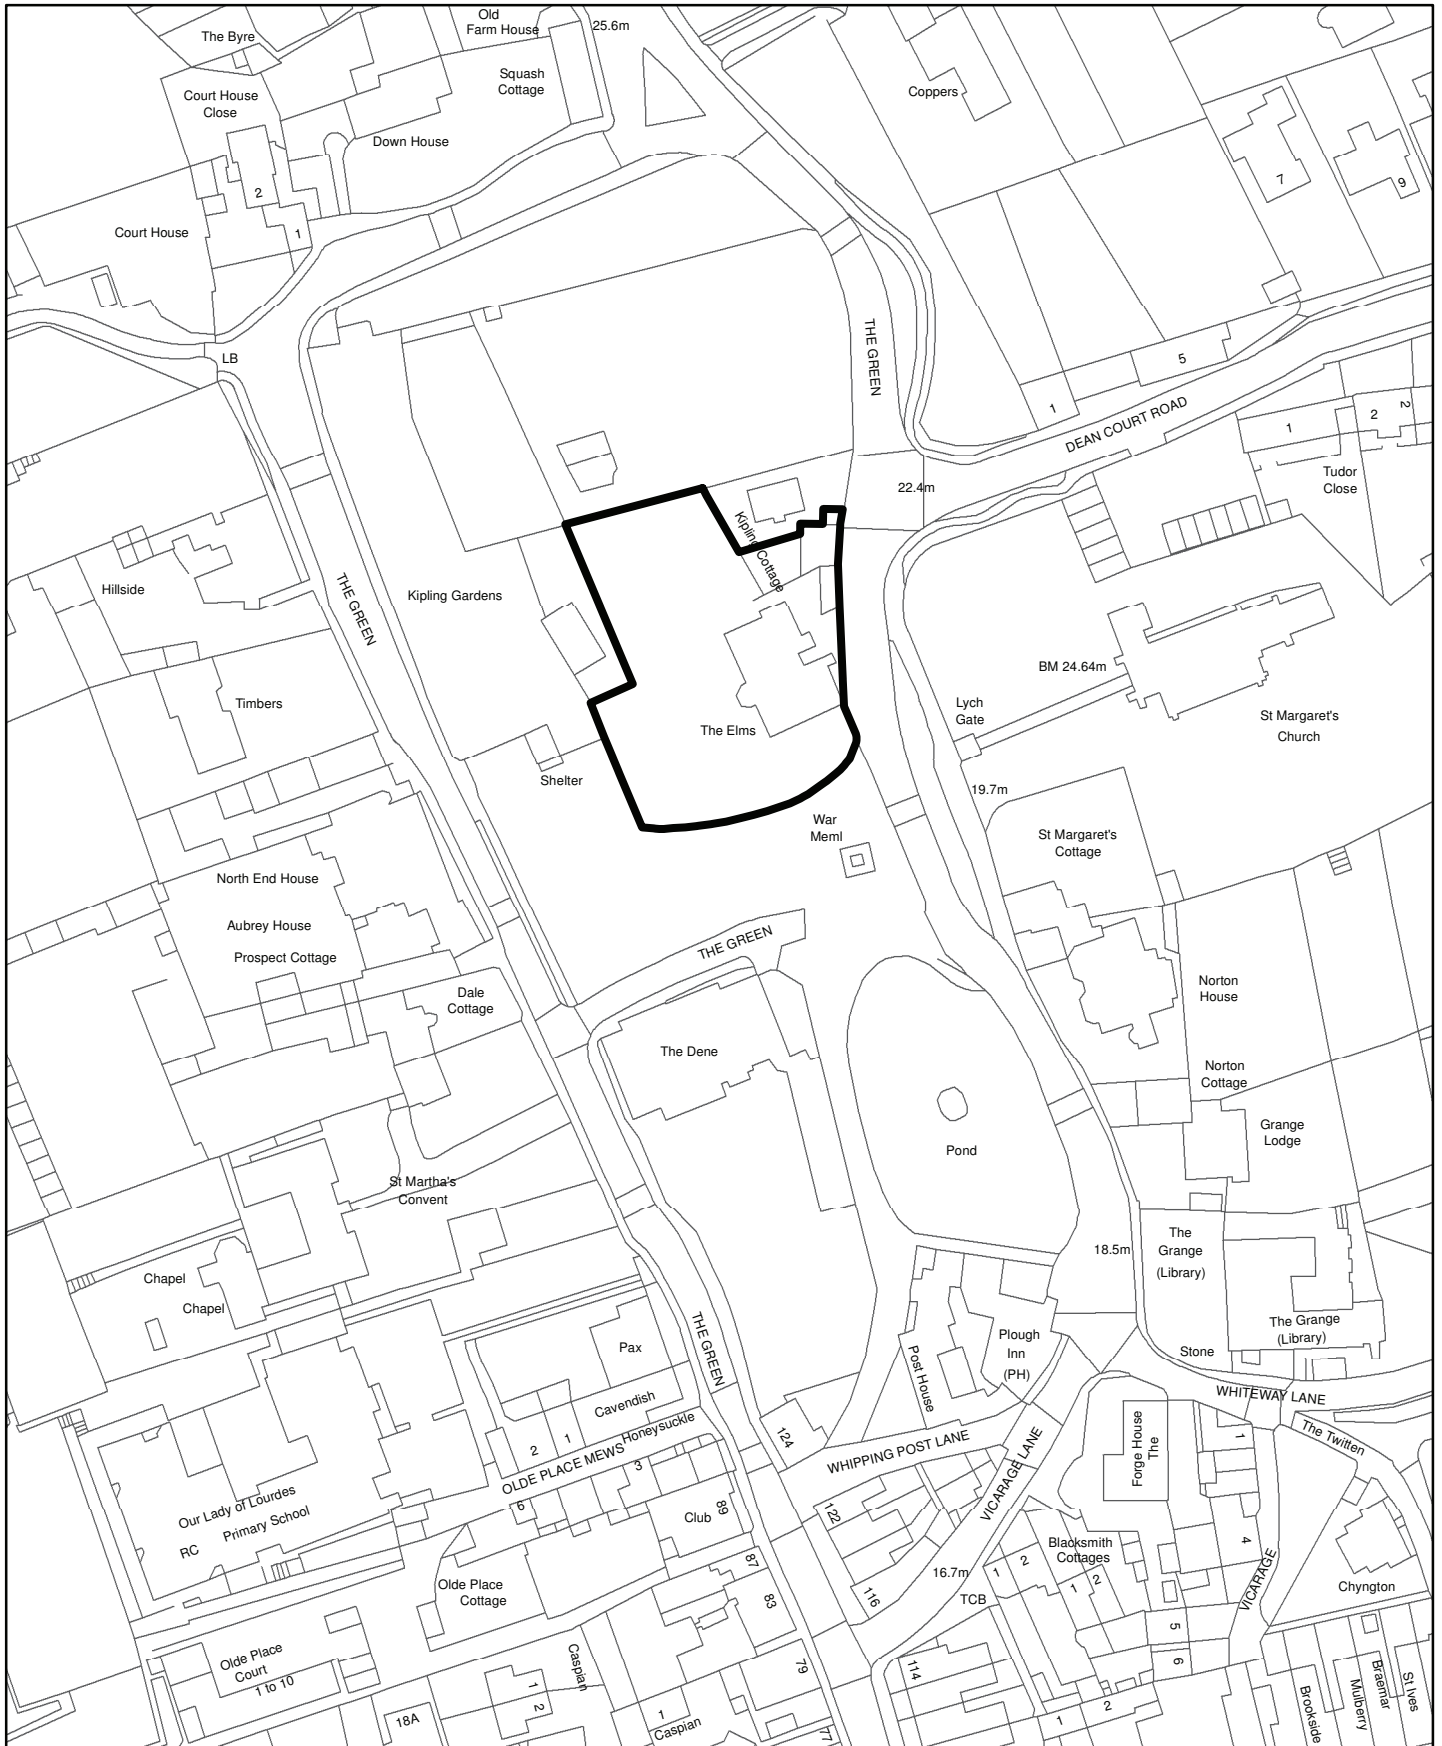 Old
Farm House
25.6m
The Byre
Squash
Cottage
Court House
Close
Coppers
Down House
7
9
2
Court House
1
THE GREEN
LB
5
1
DEAN COURT ROAD
2
2
1
Tudor
Close
22.4m
Kipling Cottage
Hillside
THE GREEN
Kipling Gardens
BM 24.64m
Timbers
Lych
Gate
St Margaret's
Church
The Elms
Shelter
19.7m
War
Meml
St Margaret's
Cottage
North End House
Aubrey House
THE GREEN
Prospect Cottage
Dale
Cottage
Norton
House
The Dene
Norton
Cottage
Pond
Grange
Lodge
St Martha's
Convent
The
Grange
(Library)
18.5m
Chapel
Chapel
The Grange
(Library)
THE GREEN
Plough
Inn
(PH)
Pax
Post House
Stone
WHITEWAY LANE
Cavendish
Honeysuckle
124
2
1
OLDE PLACE MEWS
WHIPPING POST LANE
The Twitten
1
Forge House
The
VICARAGE LANE
3
6
Our Lady of Lourdes
Primary School
RC
Club
89
122
4
Blacksmith
Cottages
87
16.7m
1
2
1
2
VICARAGE
Olde Place
Cottage
83
116
TCB
Chyngton
5
Olde Place
Court
1 to 10
Caspian
79
114
6
1
2
18A
1
Caspian
77
1
2
Brookside
Mulberry
Braemar
St Ives